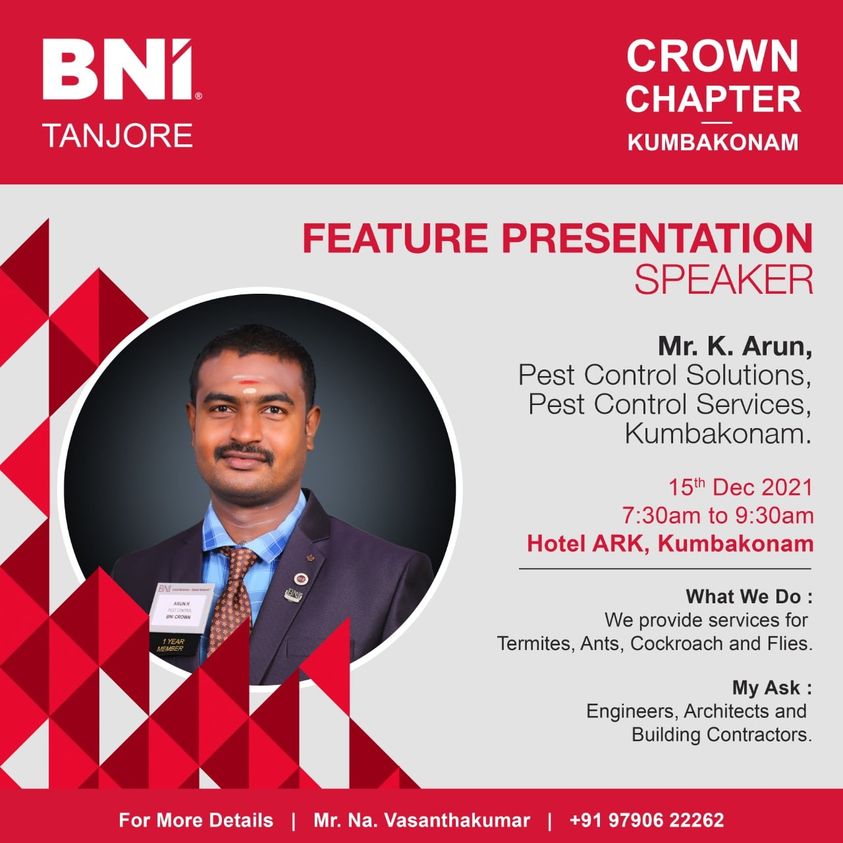 BNI®
TANJORE
CROWN
CHAPTER
KUMBAKONAM
FEATURE PRESENTATION
SPEAKER
Mr. K. Arun,
Pest Control Solutions,
Pest Control Services,
Kumbakonam.
15th Dec 2021
7:30am to 9:30am
Hotel ARK, Kumbakonam
What We Do :
We provide services for
Termites, Ants, Cockroach and Flies.
My Ask :
Engineers, Architects and
Building Contractors.
BNI
ARUN.K
PEST CONTROL
BNI CROWN
1 YEAR
MEMBER
BNI
For More Details | Mr. Na. Vasanthakumar | +91 97906 22262